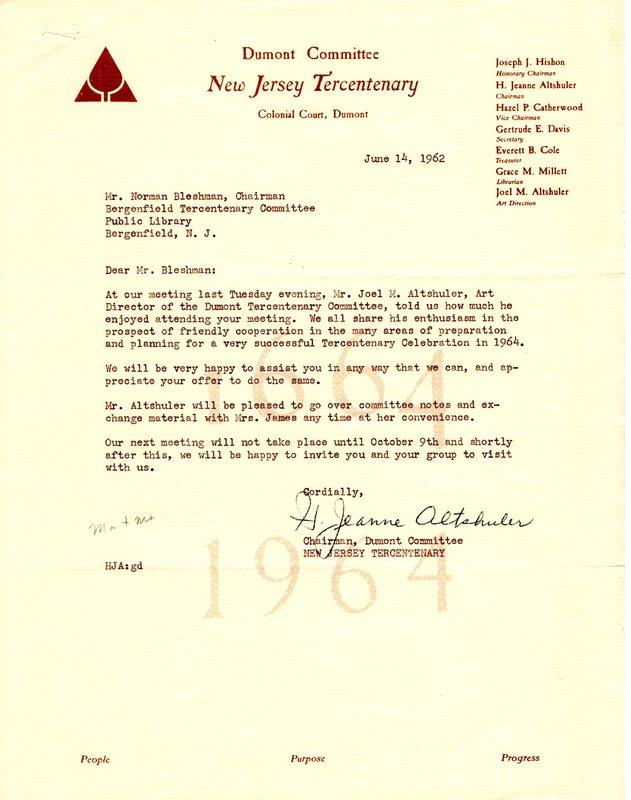 Dumont Committee
New Jersey Tercentenary
Colonial Court, Dumont
Joseph J. Hishon
Honorary Chairman
H. Jeanne Altshuler
Chairman
Hazel P. Catherwood
Vice Chairman
Gertrude E. Davis
Secretary
Everett B. Cole
Treasurer
Grace M. Millett
Librarian
Joel M. Altshuler
Art Direction
June 14, 1962
Mr. Norman Bleshman, Chairman
Bergenfield Tercentenary Committee
Public Library
Bergenfield, N. J.
Dear Mr. Bleshman:
At our meeting last Tuesday evening, Mr. Joel M. Altshuler, Art
Director of the Dumont Tercentenary Committee, told us how much he
enjoyed attending your meeting. We all share his enthusiasm in the
prospect of friendly cooperation in the many areas of preparation
and planning for a very successful Tercentenary Celebration in 1964.
We will be very happy to assist you in any way that we can, and ap-
preciate your offer to do the same.
Mr. Altshuler will be pleased to go over committee notes and ex-
change material with Mrs. James any time at her convenience.
Our next meeting will not take place until October 9th and shortly
after this, we will be happy to invite you and your group to visit
with us.
1664
Cordially,
H. Jeanne Altshuler
Chairman, Dumont Committee
NEW JERSEY TERCENTENARY
HJA:gd
1964
People
Purpose
Progress